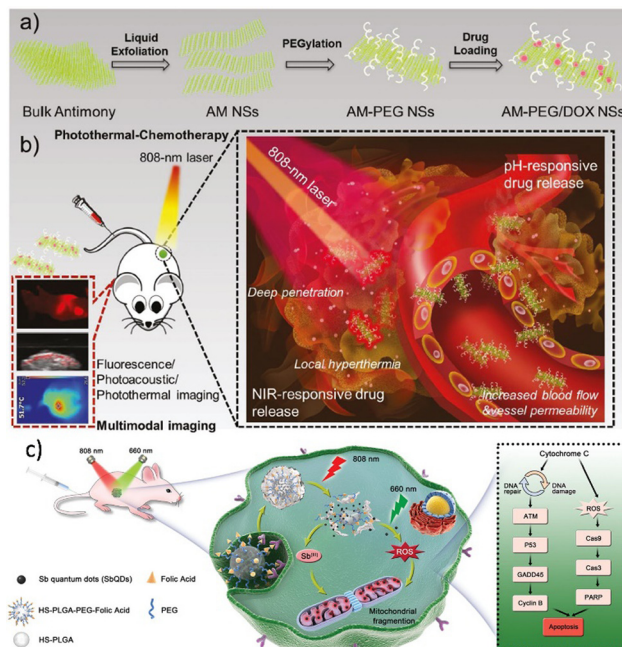 a)
Liquid
Exfoliation
PEGylation
Drug
Loading
Bulk Antimony
AM NSs
AM-PEG NSs
AM-PEG/DOX NSs
b)
Photothermal-Chemotherapy
808-nm laser
Fluorescence/
Photoacoustic/
Photothermal imaging
51.7°C
Multimodal imaging
808-nm laser
pH-responsive
drug release
Deep penetration
Local hyperthermia
NIR-responsive drug
release
Increased blood flow
&vessel permeability
c)
808 nm
660 nm
Sb quantum dots (SbQDs)
Folic Acid
HS-PLGA-PEG-Folic Acid
PEG
HS-PLGA
808 nm
660 nm
Sb(III)
ROS
Mitochondrial
fragmention
Cytochrome C
DNA
repair
DNA
damage
ROS
ATM
Cas9
P53
Cas3
GADD45
PARP
Cyclin B
Apoptosis